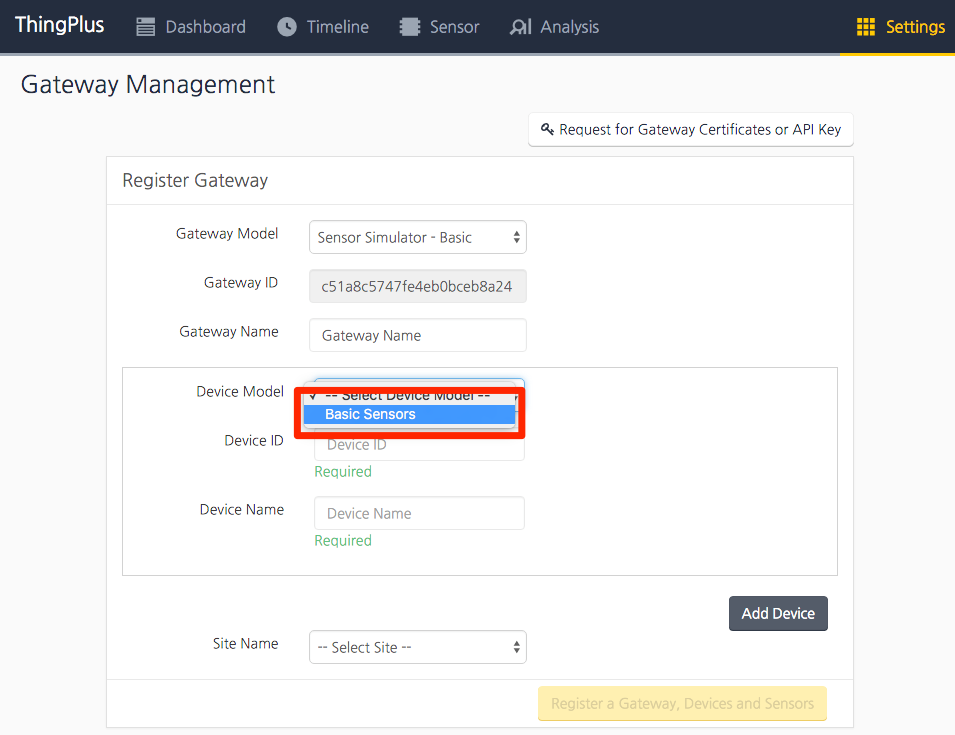 ThingPlus Dashboard Timeline Sensor Analysis Settings
Gateway Management
Request for Gateway Certificates or API Key
Register Gateway
Gateway Model Sensor Simulator - Basic
Gateway ID c51a8c5747fe4eb0bceb8a24
Gateway Name Gateway Name
Device Model ✓ -- Select Device Model --
Basic Sensors
Device ID Device ID
Required
Device Name Device Name
Required
Add Device
Site Name -- Select Site --
Register a Gateway, Devices and Sensors